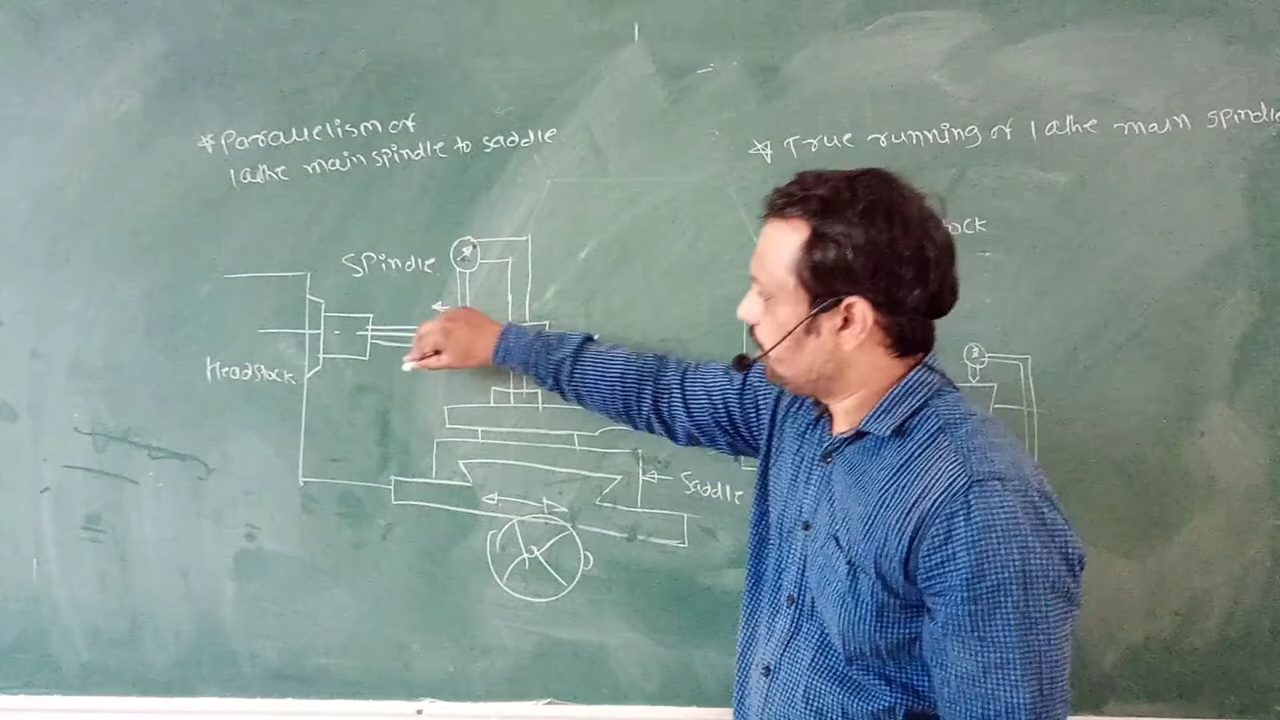 * Parallelism of
lathe main spindle to saddle
* True running of lathe main spindle
Spindle
ock
Headstock
Saddle